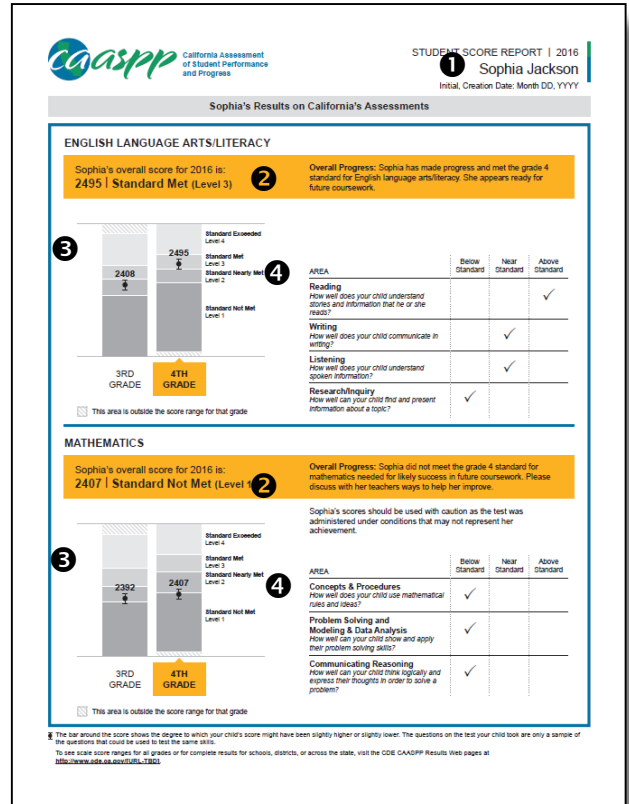 caaspp
California Assessment
of Student Performance
and Progress
STUDENT SCORE REPORT | 2016
1
Sophia Jackson
Initial, Creation Date: Month DD, YYYY
Sophia's Results on California's Assessments
ENGLISH LANGUAGE ARTS/LITERACY
Sophia's overall score for 2016 is:
2495 | Standard Met (Level 3)
2
Overall Progress: Sophia has made progress and met the grade 4
standard for English language arts/literacy. She appears ready for
future coursework.
3
Standard Exceeded
Level 4
2495
Standard Met
Level 3
2408
Standard Nearly Met
Level 2
Standard Not Met
Level 1
3RD
GRADE
4TH
GRADE
This area is outside the score range for that grade
4
AREA
Below
Standard
Near
Standard
Above
Standard
Reading
How well does your child understand
stories and information that he or she
reads?
Writing
How well does your child communicate in
writing?
Listening
How well does your child understand
spoken information?
Research/Inquiry
How well can your child find and present
information about a topic?
MATHEMATICS
Sophia's overall score for 2016 is:
2407 | Standard Not Met (Level 1
2
Overall Progress: Sophia did not meet the grade 4 standard for
mathematics needed for likely success in future coursework. Please
discuss with her teachers ways to help her improve.
Sophia's scores should be used with caution as the test was
administered under conditions that may not represent her
achievement.
3
Standard Exceeded
Level 4
Standard Met
Level 3
Standard Nearly Met
Level 2
2392
2407
Standard Not Met
Level 1
3RD
GRADE
4TH
GRADE
This area is outside the score range for that grade
4
AREA
Below
Standard
Near
Standard
Above
Standard
Concepts & Procedures
How well does your child use mathematical
rules and ideas?
Problem Solving and
Modeling & Data Analysis
How well can your child show and apply
their problem solving skills?
Communicating Reasoning
How well can your child think logically and
express their thoughts in order to solve a
problem?
The bar around the score shows the degree to which your child's score might have been slightly higher or slightly lower. The questions on the test your child took are only a sample of
the questions that could be used to test the same skills.
To see scale score ranges for all grades or for complete results for schools, districts, or across the state, visit the CDE CAASPP Results Web pages at
http://www.cde.ca.gov/[URL-TBD].